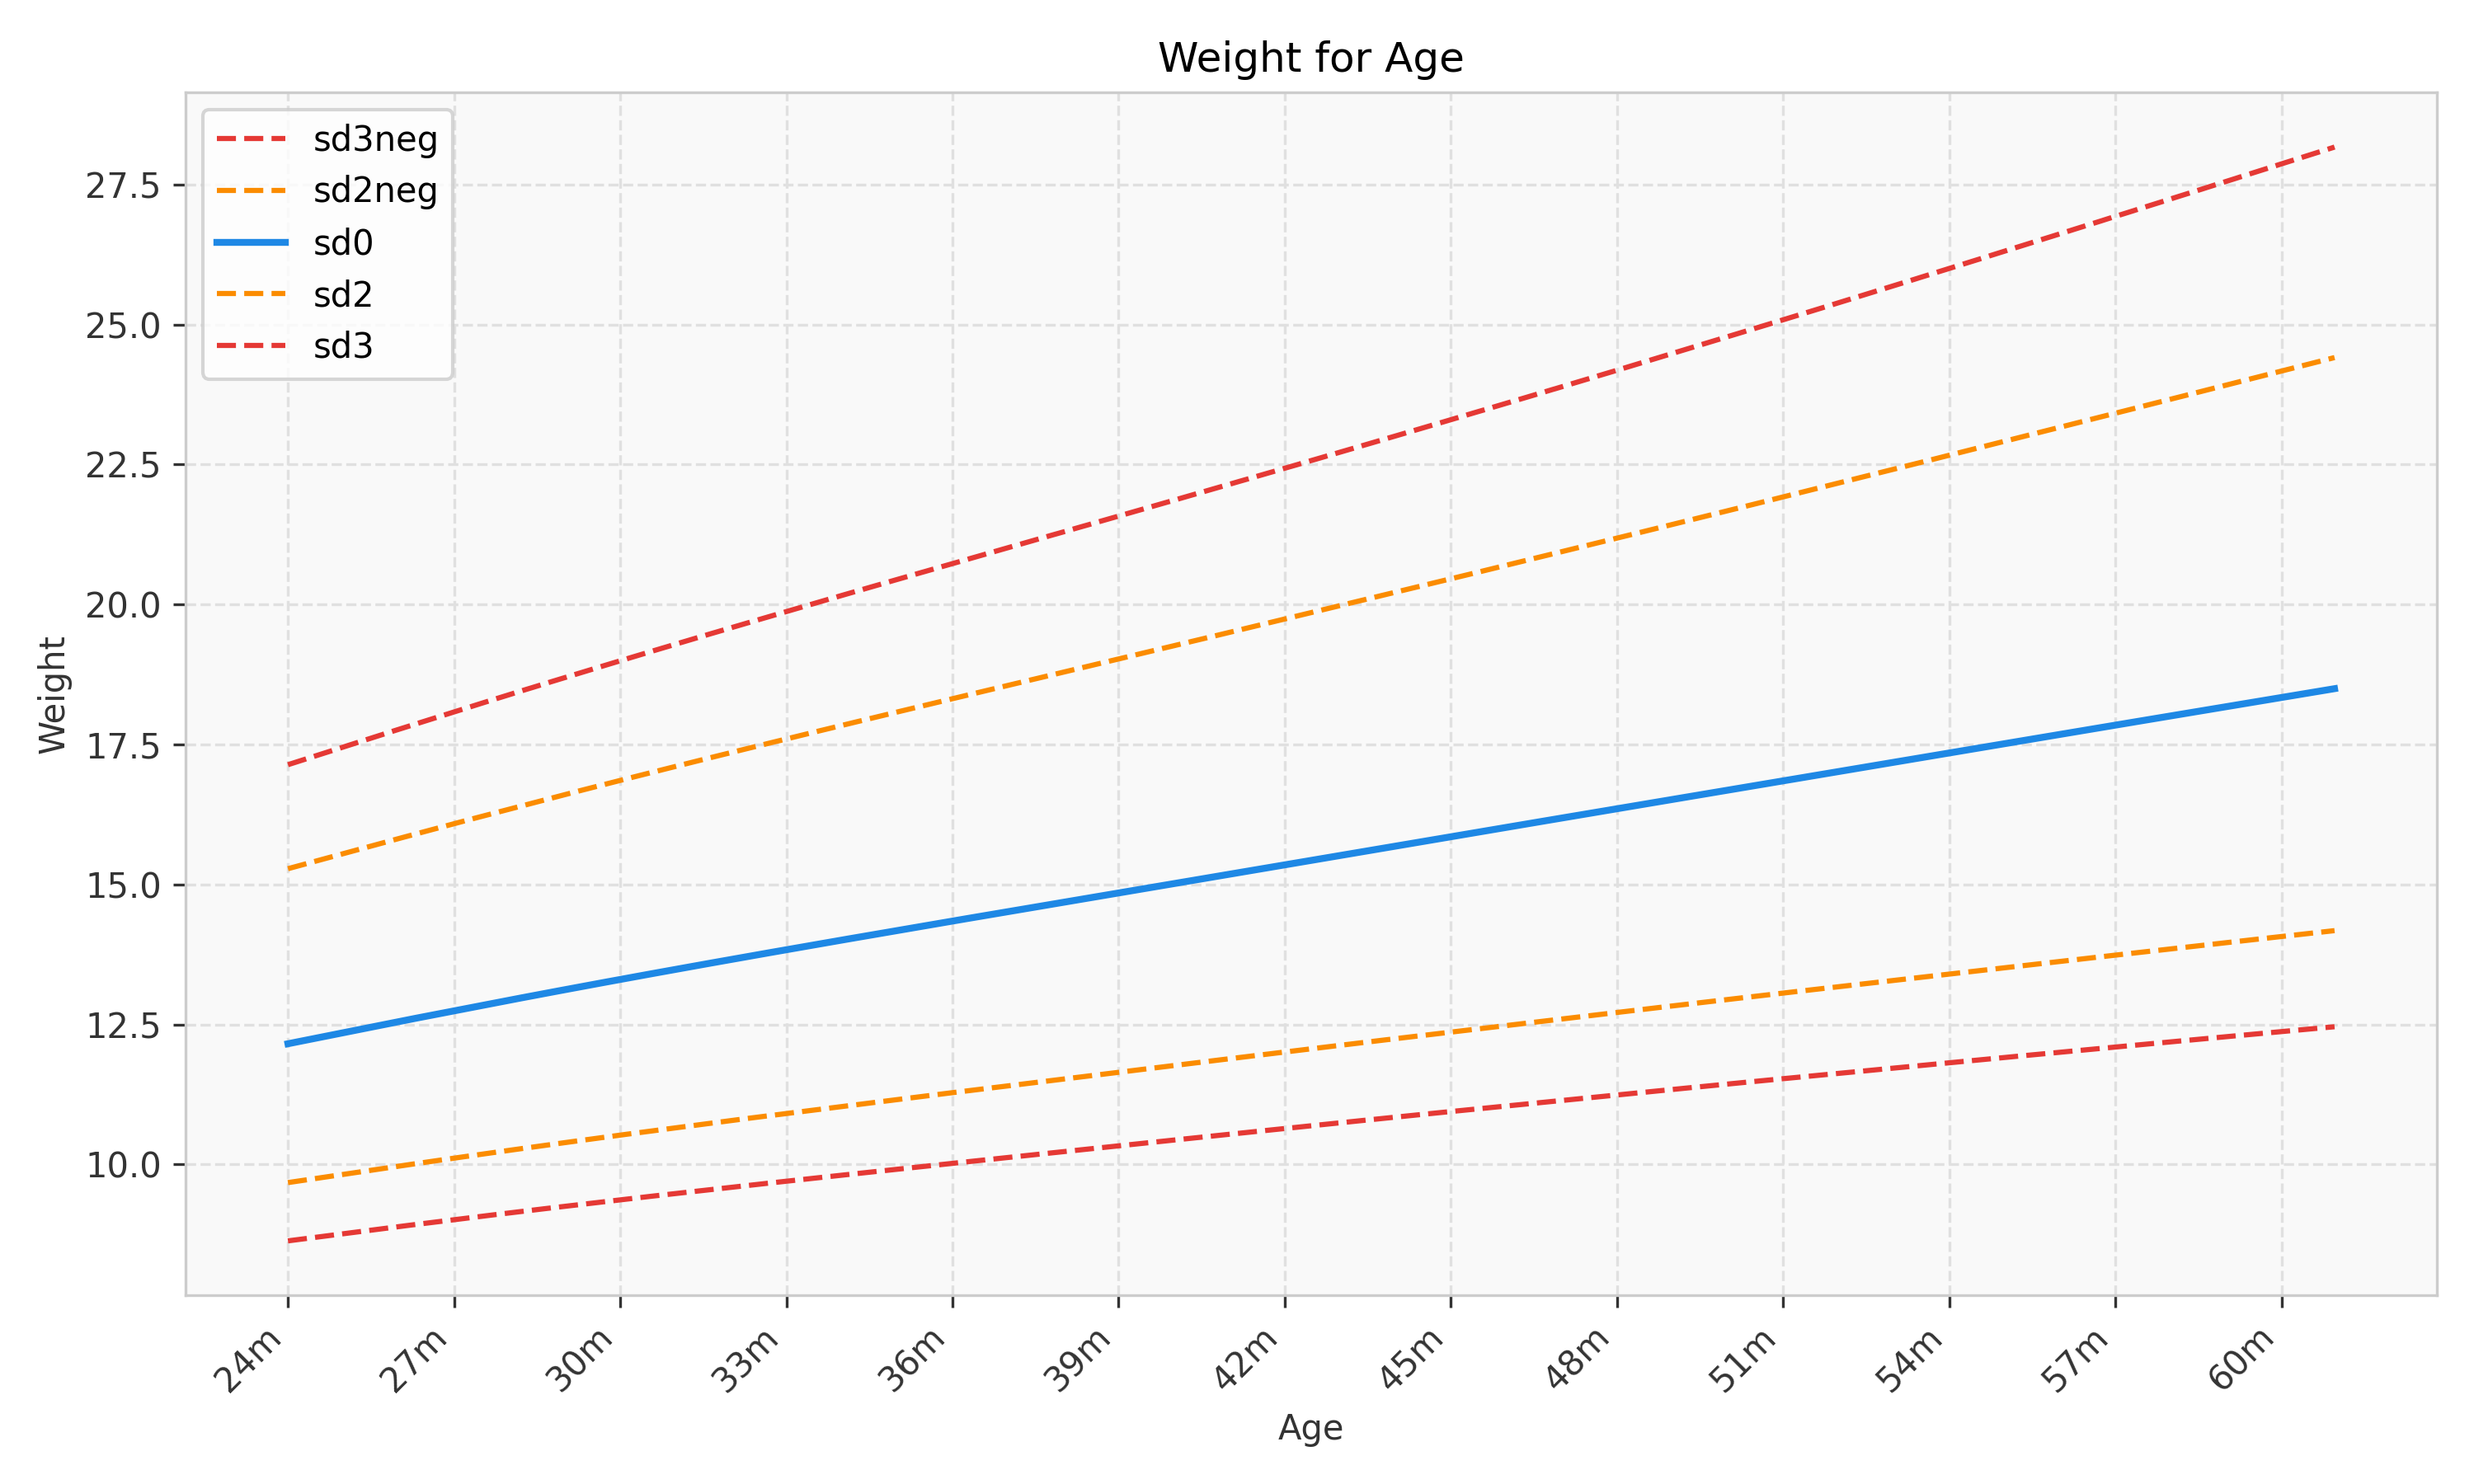 Weight for Age
sd3neg
sd2neg
sd0
sd2
sd3
27.5
25.0
22.5
20.0
17.5
15.0
12.5
10.0
Weight
24m 27m 30m 33m 36m 39m 42m 45m 48m 51m 54m 57m 60m
Age